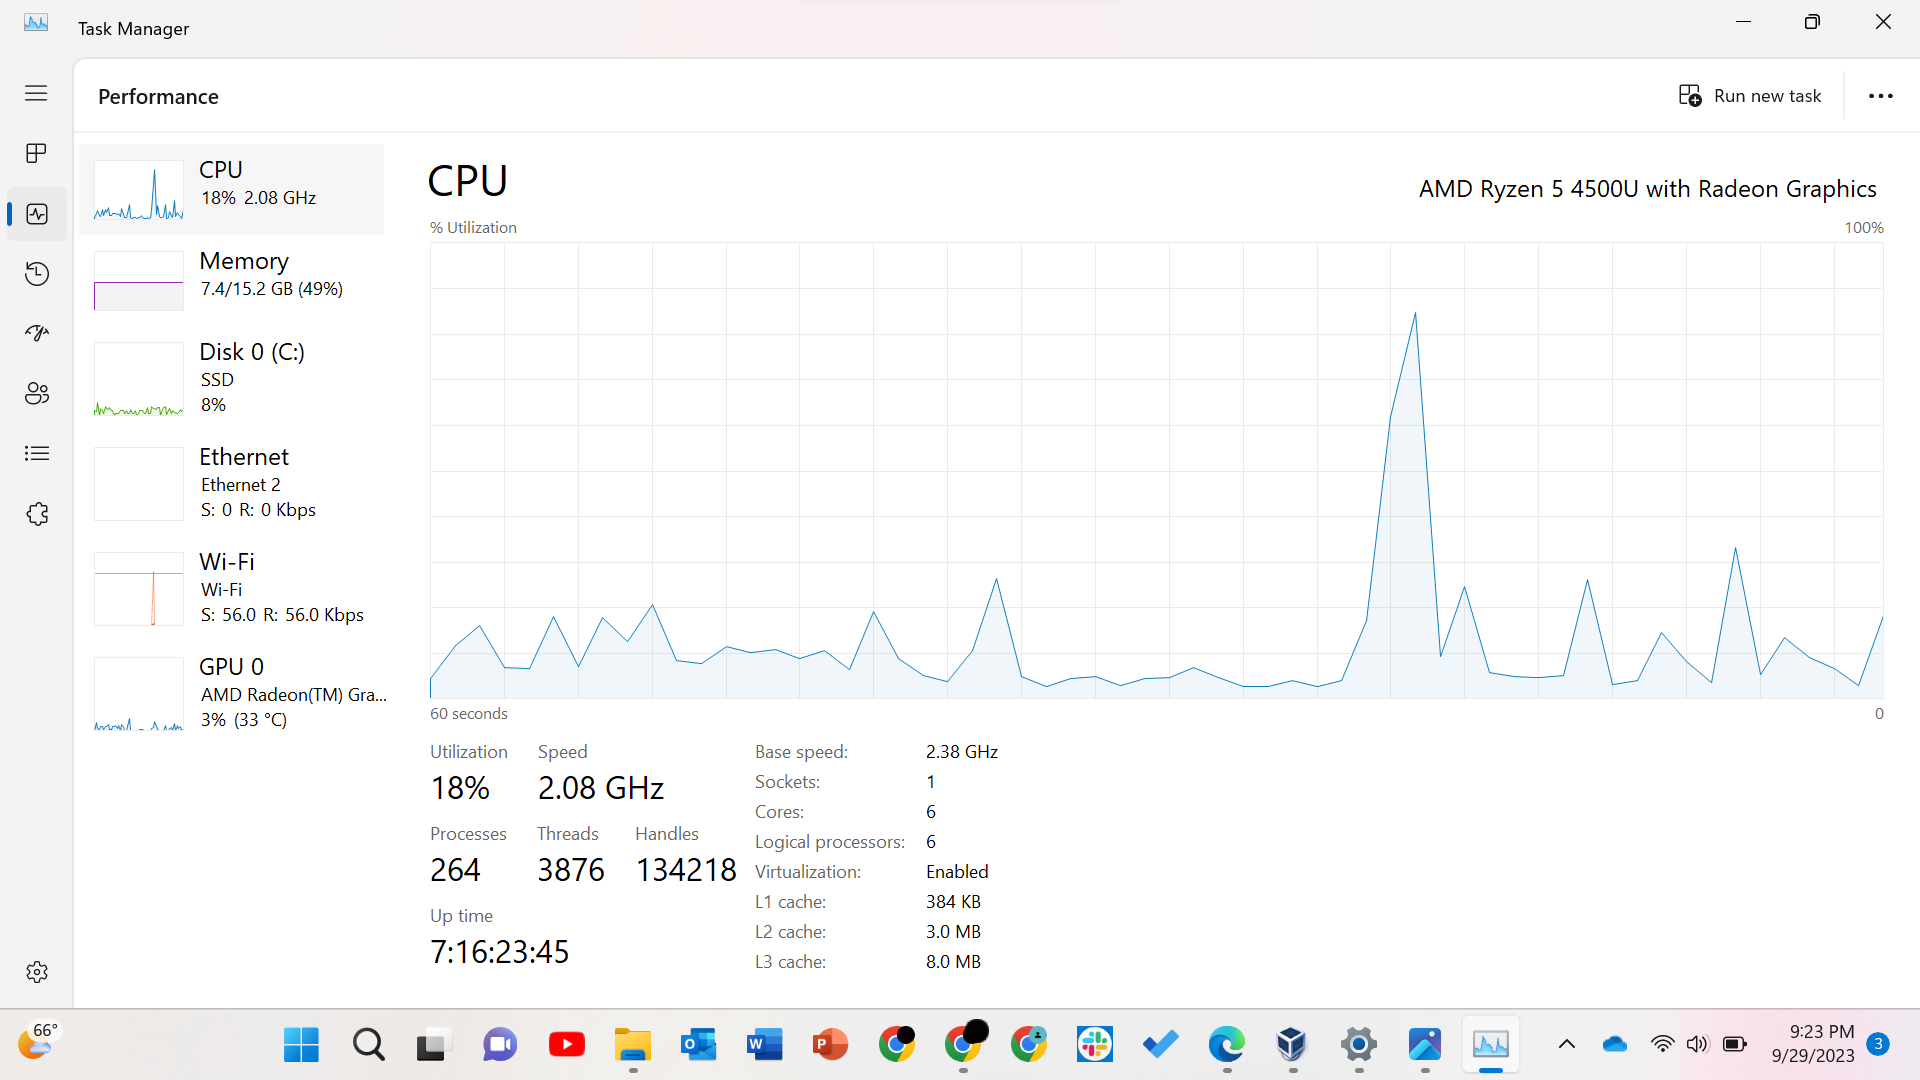 Task Manager
Performance
Run new task
CPU
18% 2.08 GHz
Memory
7.4/15.2 GB (49%)
Disk 0 (C:)
SSD
8%
Ethernet
Ethernet 2
S: 0 R: 0 Kbps
Wi-Fi
Wi-Fi
S: 56.0 R: 56.0 Kbps
GPU 0
AMD Radeon(TM) Gra...
3% (33 °C)
CPU
AMD Ryzen 5 4500U with Radeon Graphics
% Utilization
100%
60 seconds
0
Utilization
Speed
18%
2.08 GHz
Processes
Threads
Handles
264
3876
134218
Up time
7:16:23:45
Base speed: 2.38 GHz
Sockets: 1
Cores: 6
Logical processors: 6
Virtualization: Enabled
L1 cache: 384 KB
L2 cache: 3.0 MB
L3 cache: 8.0 MB
66°
W
P
9:23 PM
9/29/2023
3